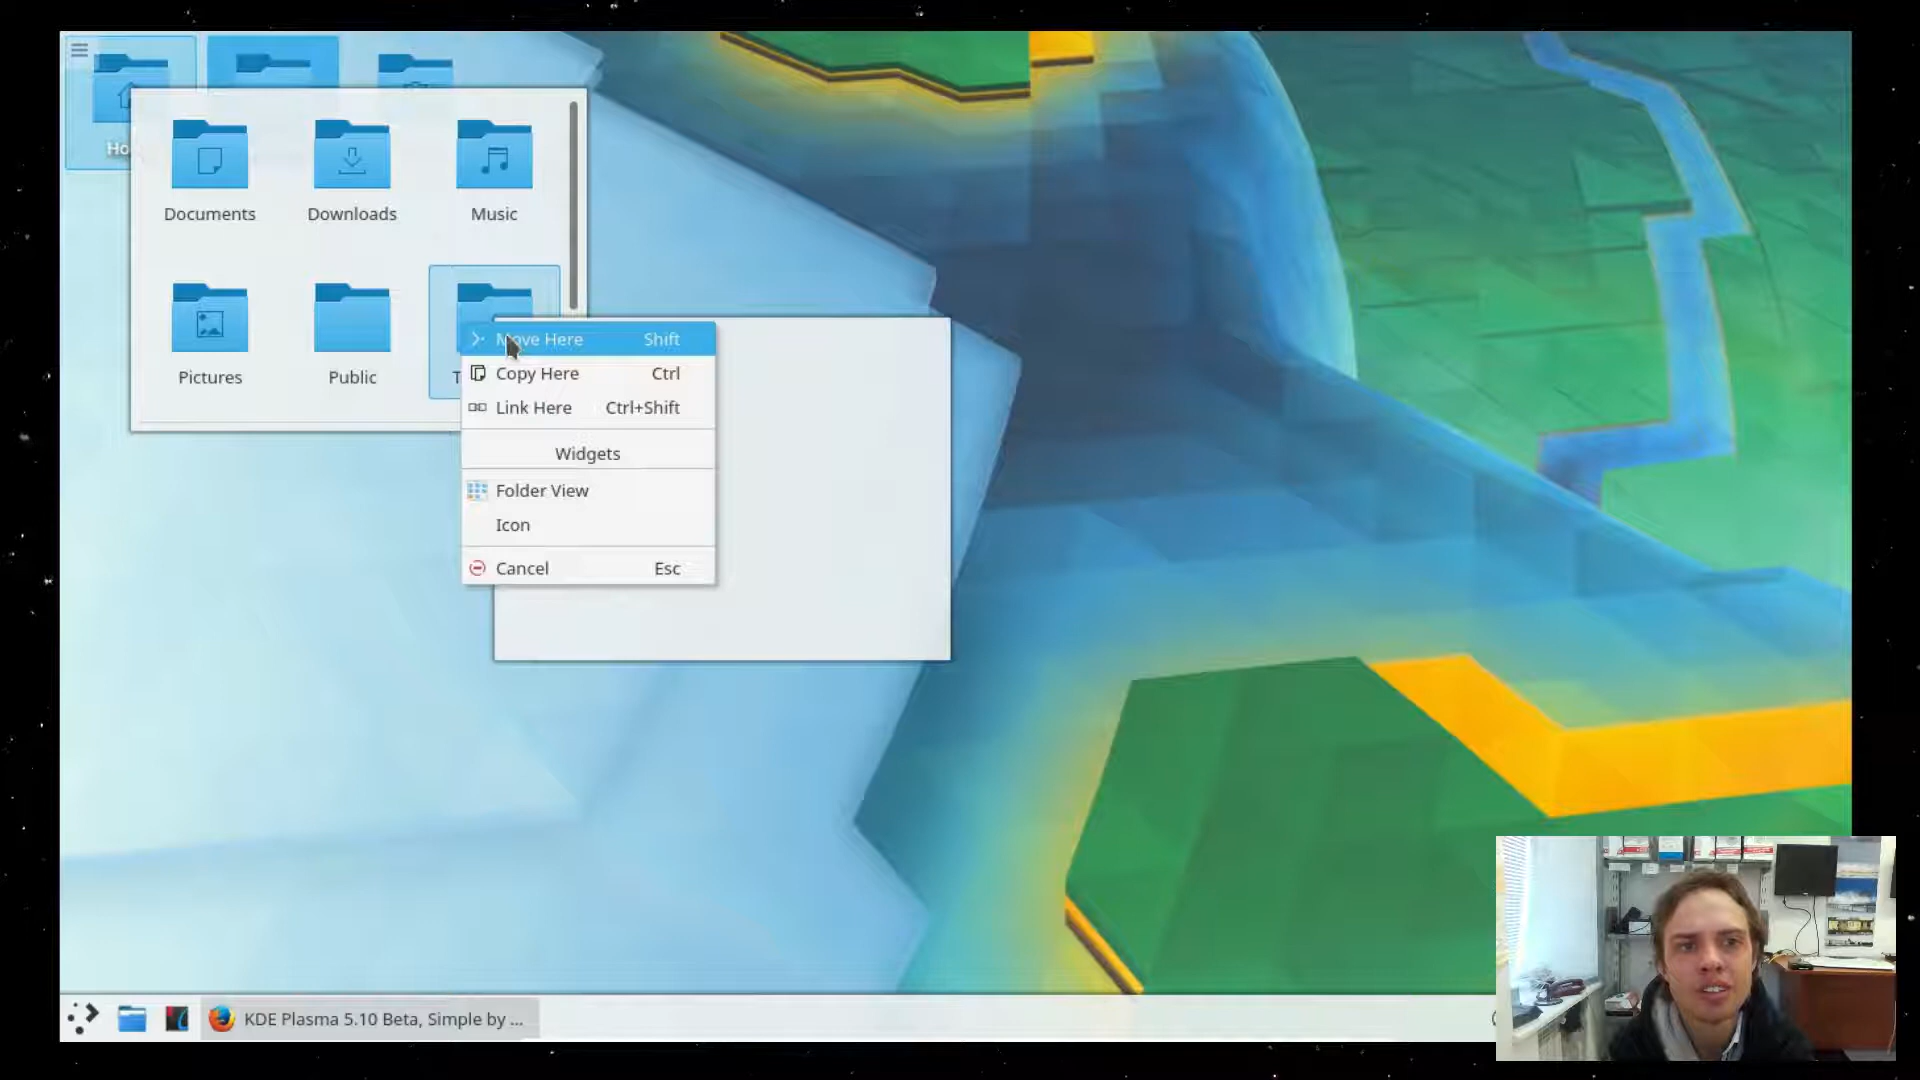 Ho
Documents
Downloads
Music
Pictures
Public
T
Move Here Shift
Copy Here Ctrl
Link Here Ctrl+Shift
Widgets
Folder View
Icon
Cancel Esc
KDE Plasma 5.10 Beta, Simple by ...